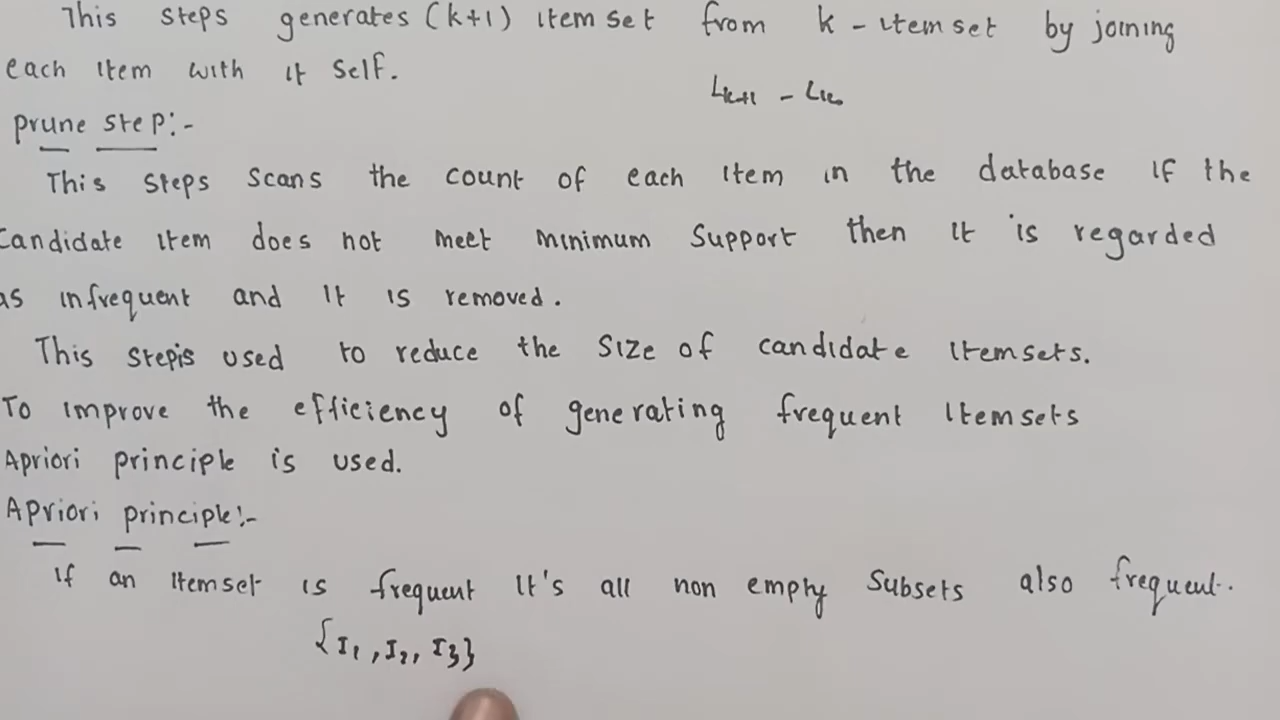 This steps generates (k+1) item set from k - itemset by joining
each item with it self.
L k+1 - Lk
prune step:-
This steps scans the count of each item in the database if the
candidate item does not meet minimum support then it is regarded
as infrequent and it is removed.
This stepis used to reduce the size of candidate itemsets.
To improve the efficiency of generating frequent itemsets
Apriori principle is used.
Apriori principle:-
If an itemset is frequent it's all non empty subsets also frequent.
{I1, I2, I3}